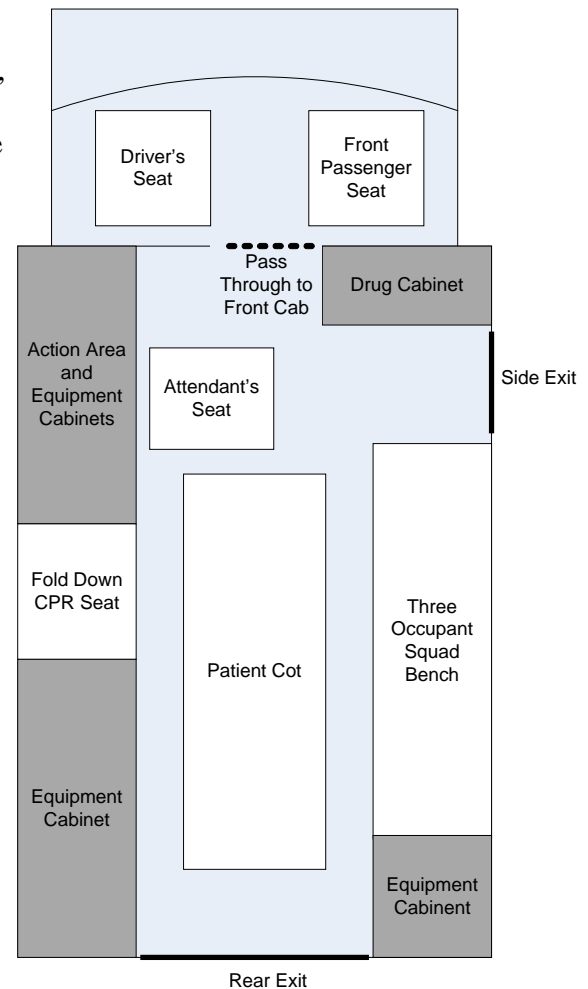 Driver's
Seat
Front
Passenger
Seat
Pass
Through to
Front Cab
Drug Cabinet
Action Area
and
Equipment
Cabinets
Attendant's
Seat
Side Exit
Fold Down
CPR Seat
Three
Occupant
Squad
Bench
Patient Cot
Equipment
Cabinet
Equipment
Cabinent
Rear Exit